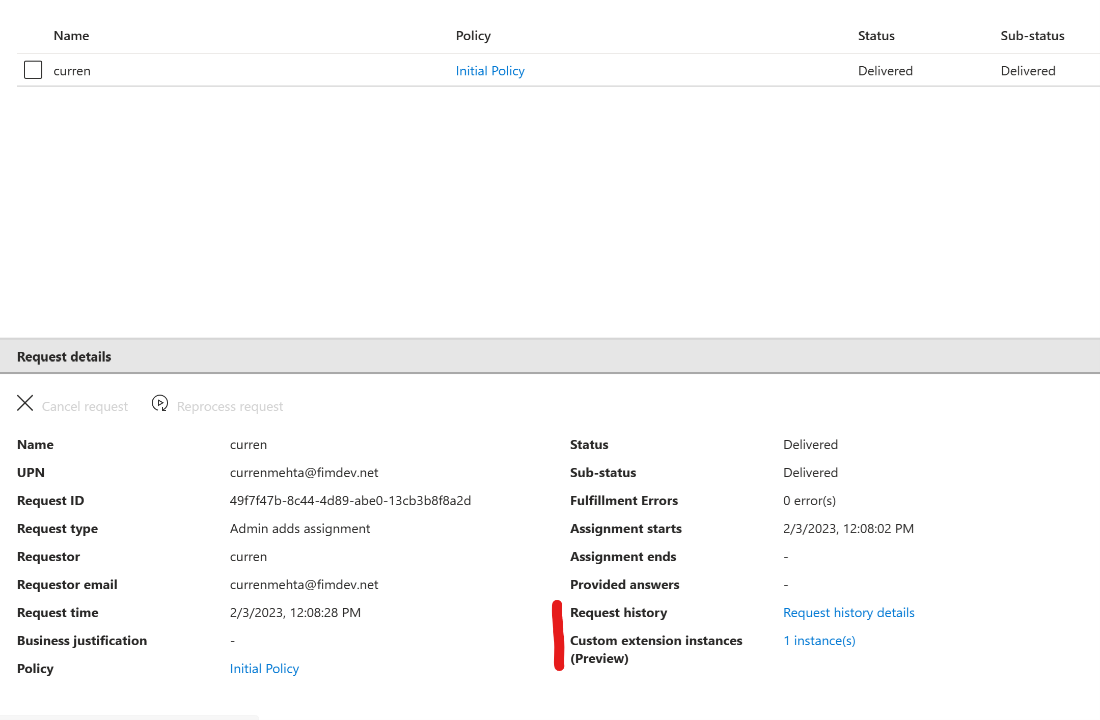 Name Policy Status Sub-status
curren Initial Policy Delivered Delivered
Request details
Cancel request Reprocess request
Name curren Status Delivered
UPN currenmehta@fimdev.net Sub-status Delivered
Request ID 49f7f47b-8c44-4d89-abe0-13cb3b8f8a2d Fulfillment Errors 0 error(s)
Request type Admin adds assignment Assignment starts 2/3/2023, 12:08:02 PM
Requestor curren Assignment ends -
Requestor email currenmehta@fimdev.net Provided answers -
Request time 2/3/2023, 12:08:28 PM Request history Request history details
Business justification - Custom extension instances 1 instance(s)
(Preview)
Policy Initial Policy